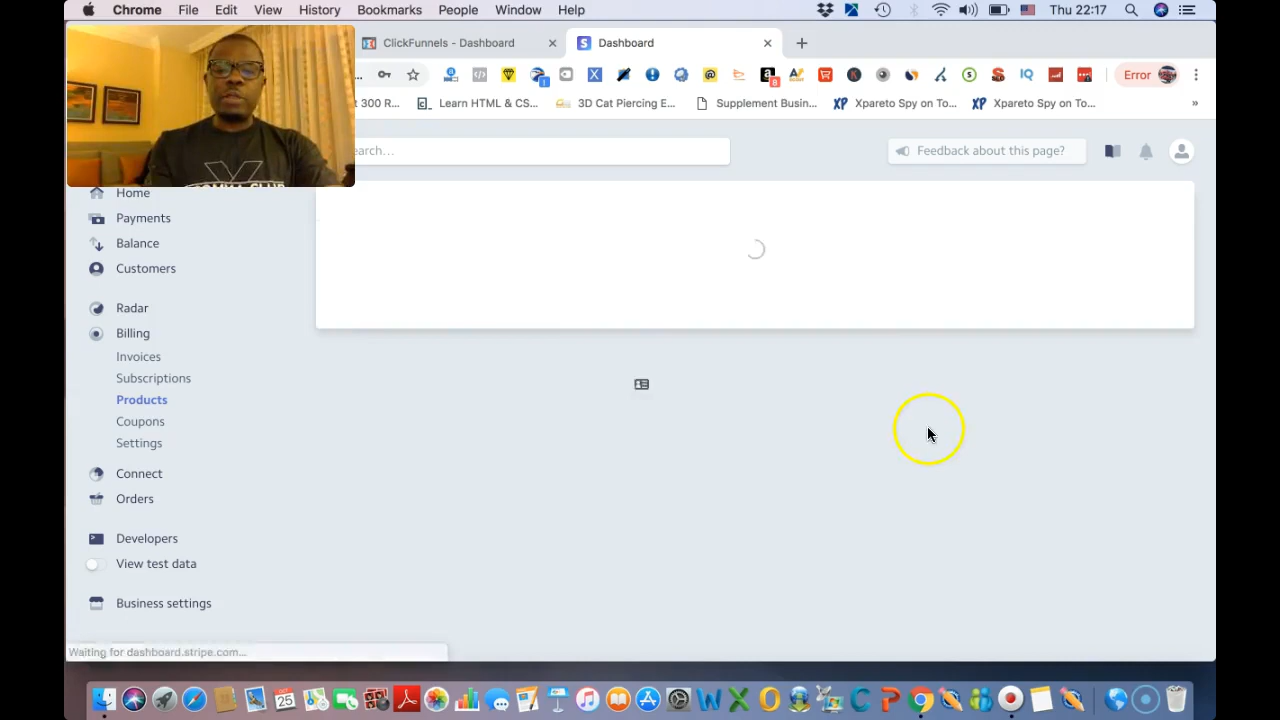 Chrome File Edit View History Bookmarks People Window Help Thu 22:17
ClickFunnels - Dashboard Dashboard
Error
t 300 R... Learn HTML & CS... 3D Cat Piercing E... Supplement Busin... Xpareto Spy on To... Xpareto Spy on To... »
earch... Feedback about this page?
Home
Payments
Balance
Customers
Radar
Billing
Invoices
Subscriptions
Products
Coupons
Settings
Connect
Orders
Developers
View test data
Business settings
Waiting for dashboard.stripe.com...